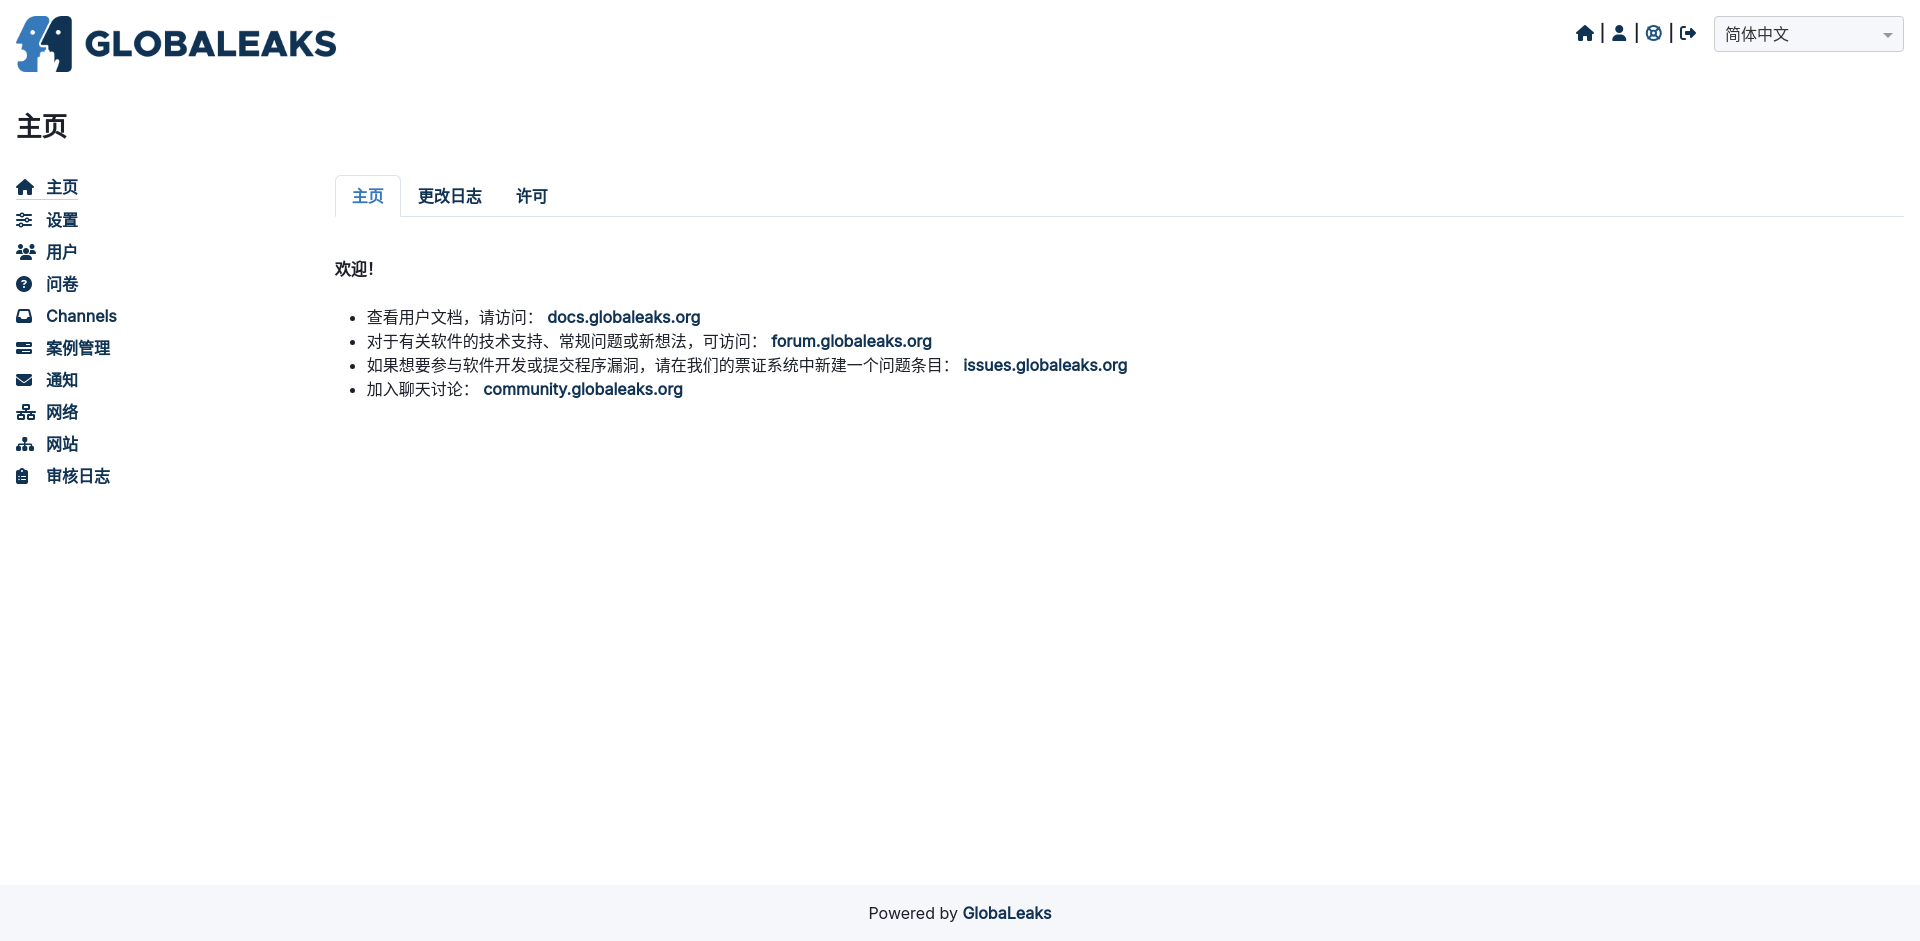 GLOBALEAKS
简体中文
主页
主页
设置
用户
问卷
Channels
案例管理
通知
网络
网站
审核日志
主页 更改日志 许可
欢迎！
查看用户文档，请访问： docs.globaleaks.org
对于有关软件的技术支持、常规问题或新想法，可访问： forum.globaleaks.org
如果想要参与软件开发或提交程序漏洞，请在我们的票证系统中新建一个问题条目： issues.globaleaks.org
加入聊天讨论： community.globaleaks.org
Powered by GlobaLeaks